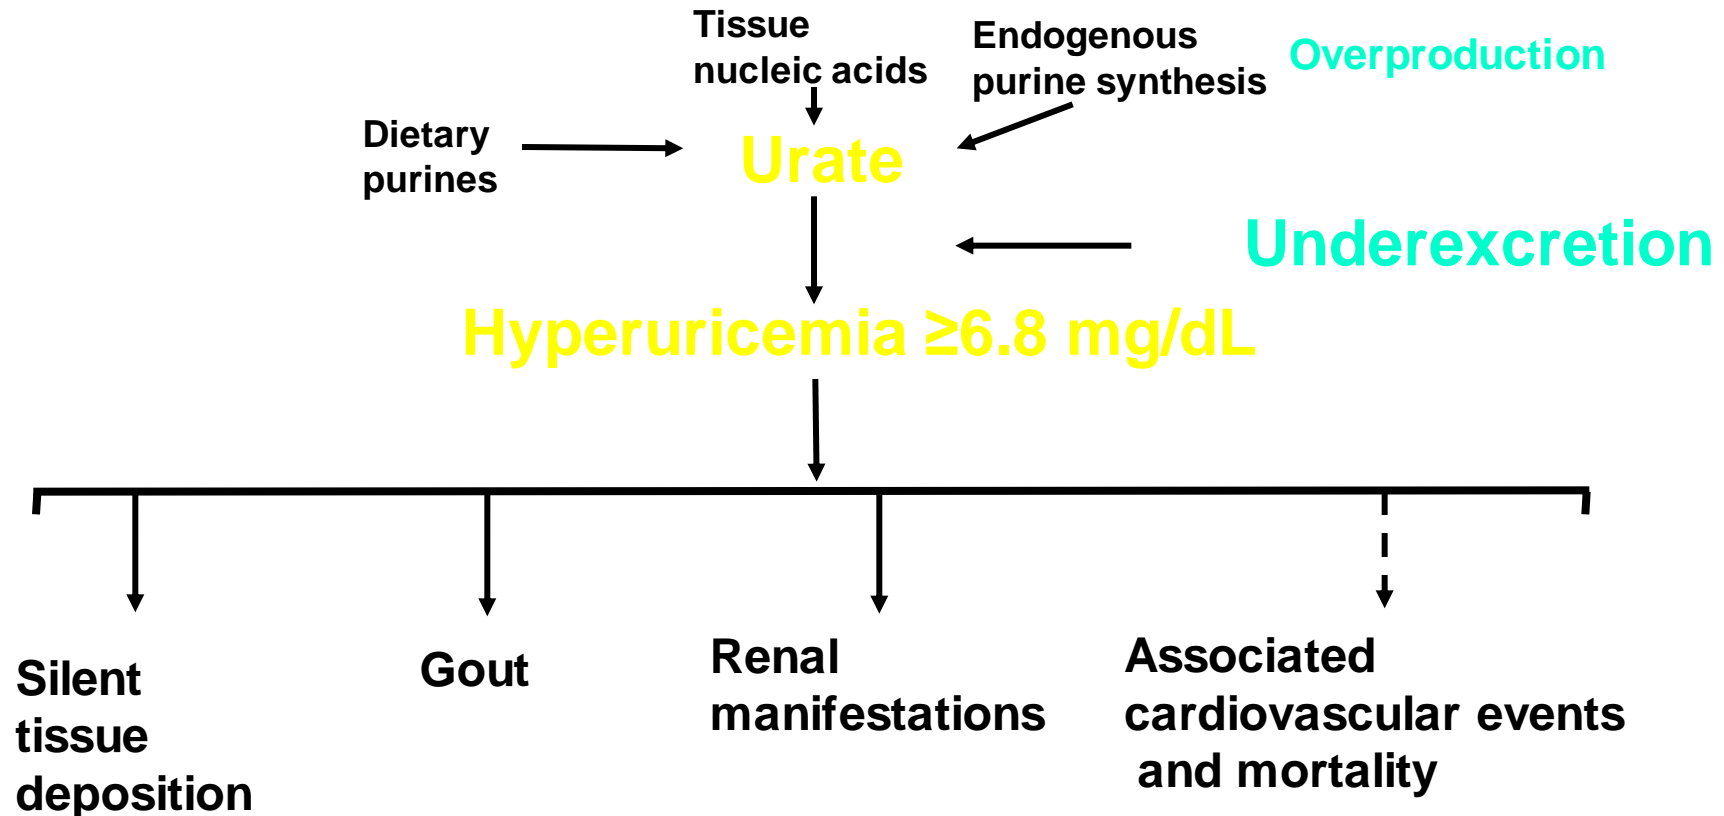 Tissue
nucleic acids
Endogenous
purine synthesis
Overproduction
Dietary
purines
Urate
Underexcretion
Hyperuricemia ≥6.8 mg/dL
Silent
tissue
deposition
Gout
Renal
manifestations
Associated
cardiovascular events
and mortality